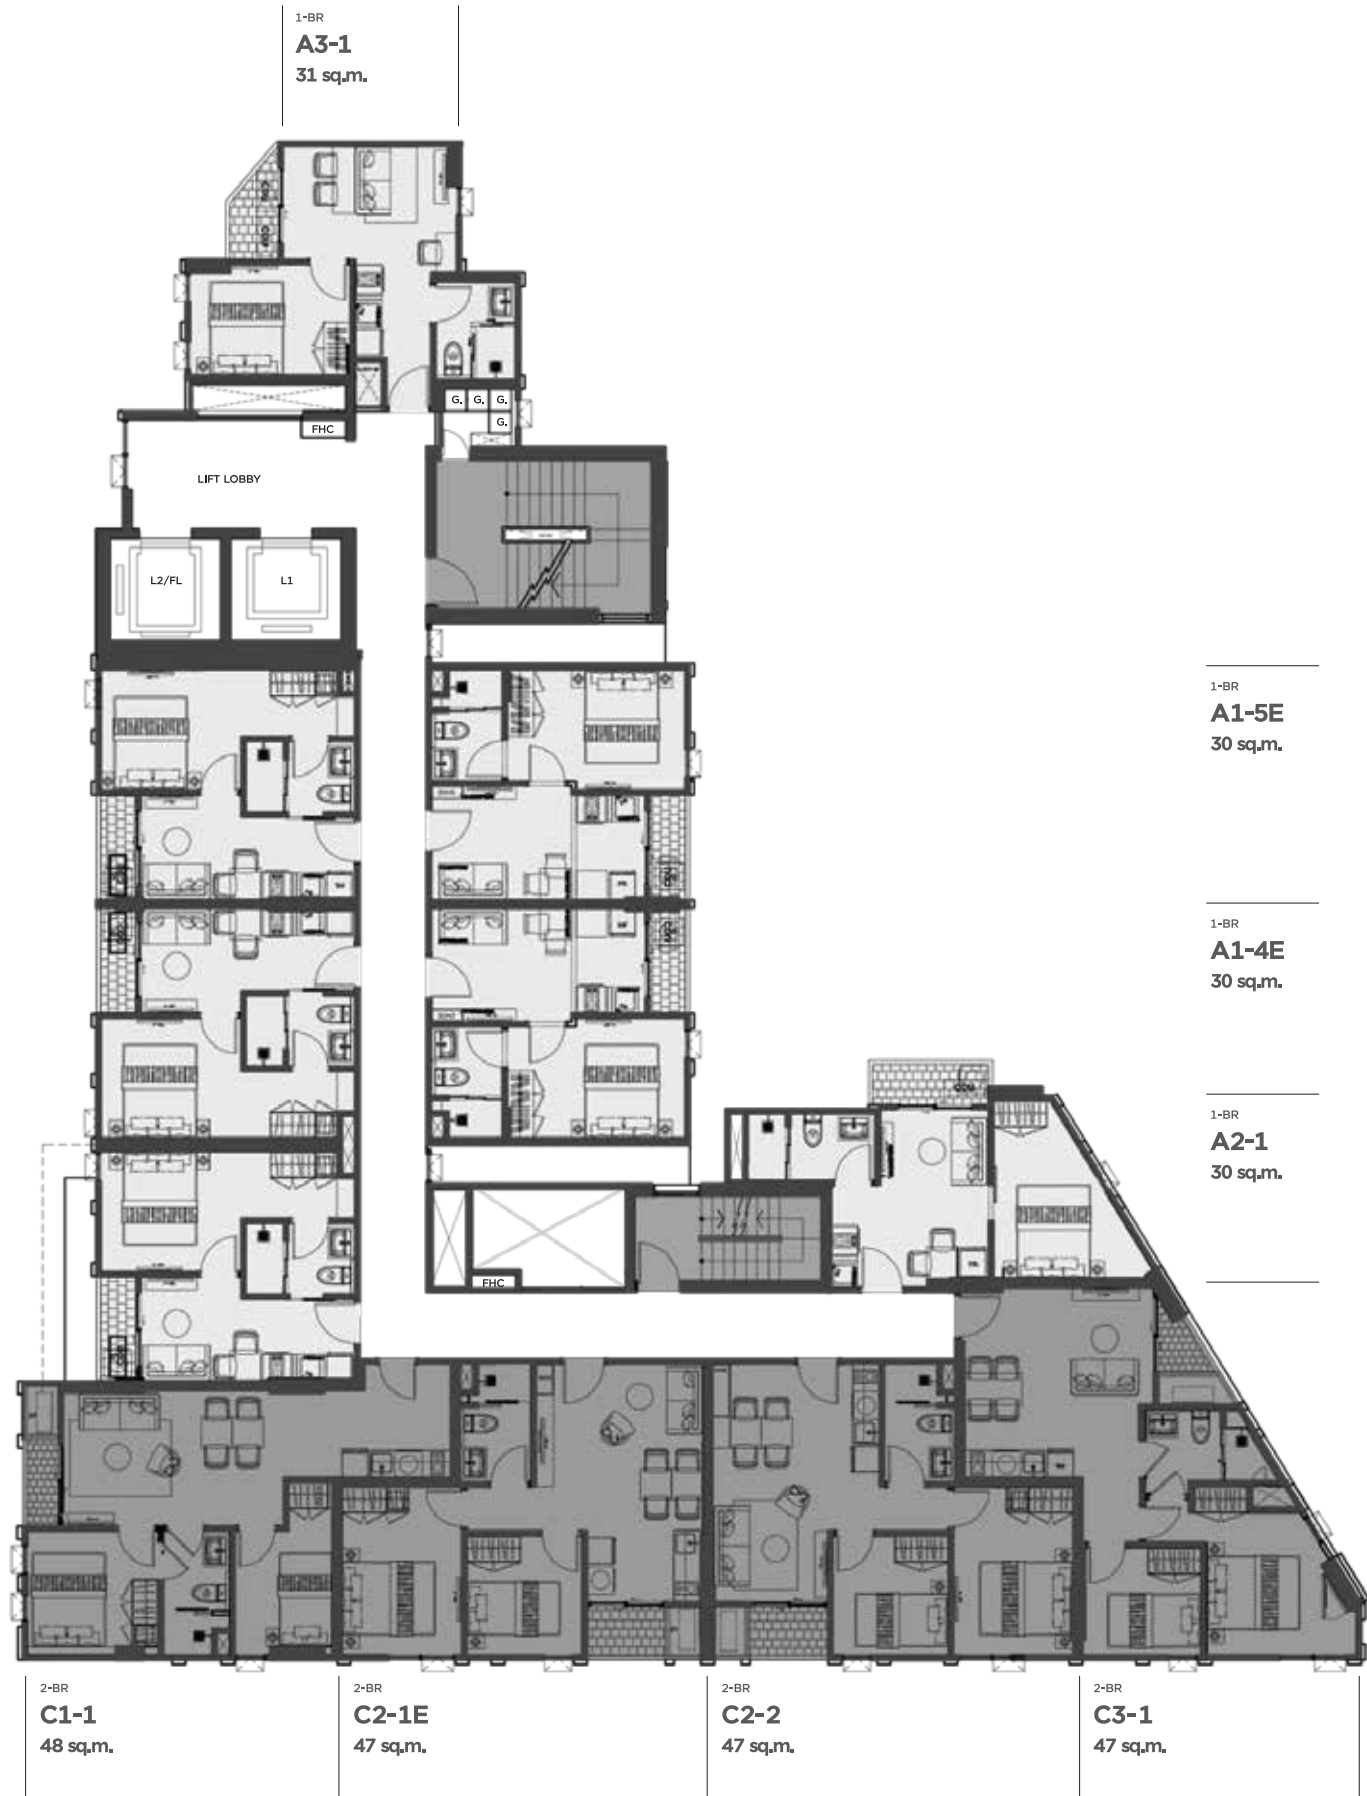 1-BR
A3-1
31 sq.m.
G. G. G.
G.
FHC
LIFT LOBBY
L2/FL
L1
1-BR
A1-5E
30 sq.m.
1-BR
A1-4E
30 sq.m.
1-BR
A2-1
30 sq.m.
FHC
2-BR
C1-1
48 sq.m.
2-BR
C2-1E
47 sq.m.
2-BR
C2-2
47 sq.m.
2-BR
C3-1
47 sq.m.